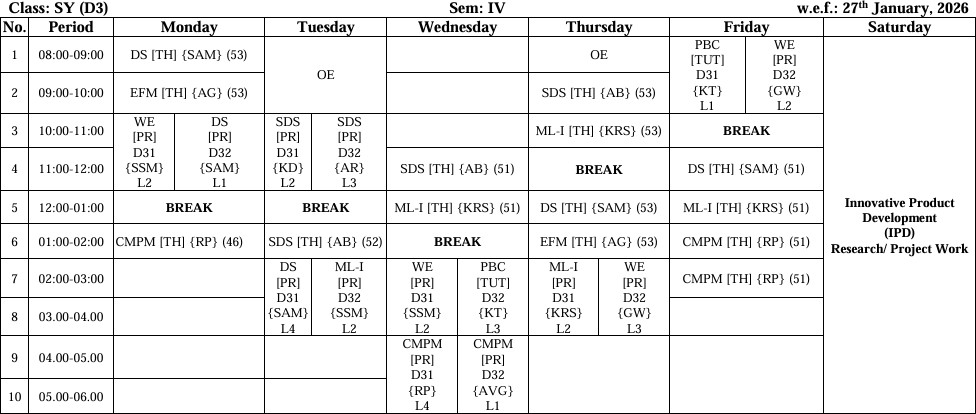 Class: SY (D3) Sem: IV w.e.f.: 27th January, 2026
No. Period Monday Tuesday Wednesday Thursday Friday Saturday
1 08:00-09:00 DS [TH] {SAM} (53)
OE
OE
PBC
[TUT]
D31
{KT}
L1
WE
[PR]
D32
{GW}
L2
2 09:00-10:00 EFM [TH] {AG} (53) SDS [TH] {AB} (53)
3 10:00-11:00
WE
[PR]
D31
{SSM}
L2
DS
[PR]
D32
{SAM}
L1
SDS
[PR]
D31
{KD}
L2
SDS
[PR]
D32
{AR}
L3
ML-I [TH] {KRS} (53) BREAK
4 11:00-12:00 SDS [TH] {AB} (51) BREAK DS [TH] {SAM} (51)
5 12:00-01:00 BREAK BREAK ML-I [TH] {KRS} (51) DS [TH] {SAM} (53) ML-I [TH] {KRS} (51)
6 01:00-02:00 CMPM [TH] {RP} (46) SDS [TH] {AB} (52) BREAK EFM [TH] {AG} (53) CMPM [TH] {RP} (51)
7 02:00-03:00
DS
[PR]
D31
{SAM}
L4
ML-I
[PR]
D32
{SSM}
L2
WE
[PR]
D31
{SSM}
L2
PBC
[TUT]
D32
{KT}
L3
ML-I
[PR]
D31
{KRS}
L2
WE
[PR]
D32
{GW}
L3
CMPM [TH] {RP} (51)
8 03.00-04.00
9 04.00-05.00
CMPM
[PR]
D31
{RP}
L4
CMPM
[PR]
D32
{AVG}
L1
10 05.00-06.00
Innovative Product
Development
(IPD)
Research/ Project Work